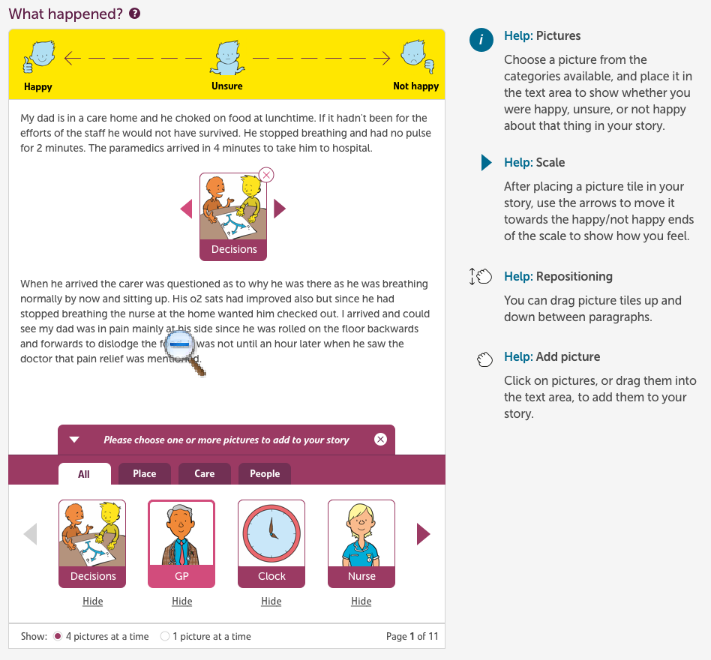 What happened? ?
Happy
Unsure
Not happy
My dad is in a care home and he choked on food at lunchtime. If it hadn't been for the
efforts of the staff he would not have survived. He stopped breathing and had no pulse
for 2 minutes. The paramedics arrived in 4 minutes to take him to hospital.
Decisions
When he arrived the carer was questioned as to why he was there as he was breathing
normally by now and sitting up. His o2 sats had improved also but since he had
stopped breathing the nurse at the home wanted him checked out. I arrived and could
see my dad was in pain mainly at his side since he was rolled on the floor backwards
and forwards to dislodge the was not until an hour later when he saw the
doctor that pain relief was mentioned.
Please choose one or more pictures to add to your story
All
Place
Care
People
Decisions
GP
Clock
Nurse
Hide
Hide
Hide
Hide
Show: 4 pictures at a time 1 picture at a time
Page 1 of 11
i
Help: Pictures
Choose a picture from the
categories available, and place it in
the text area to show whether you
were happy, unsure, or not happy
about that thing in your story.
Help: Scale
After placing a picture tile in your
story, use the arrows to move it
towards the happy/not happy ends
of the scale to show how you feel.
Help: Repositioning
You can drag picture tiles up and
down between paragraphs.
Help: Add picture
Click on pictures, or drag them into
the text area, to add them to your
story.